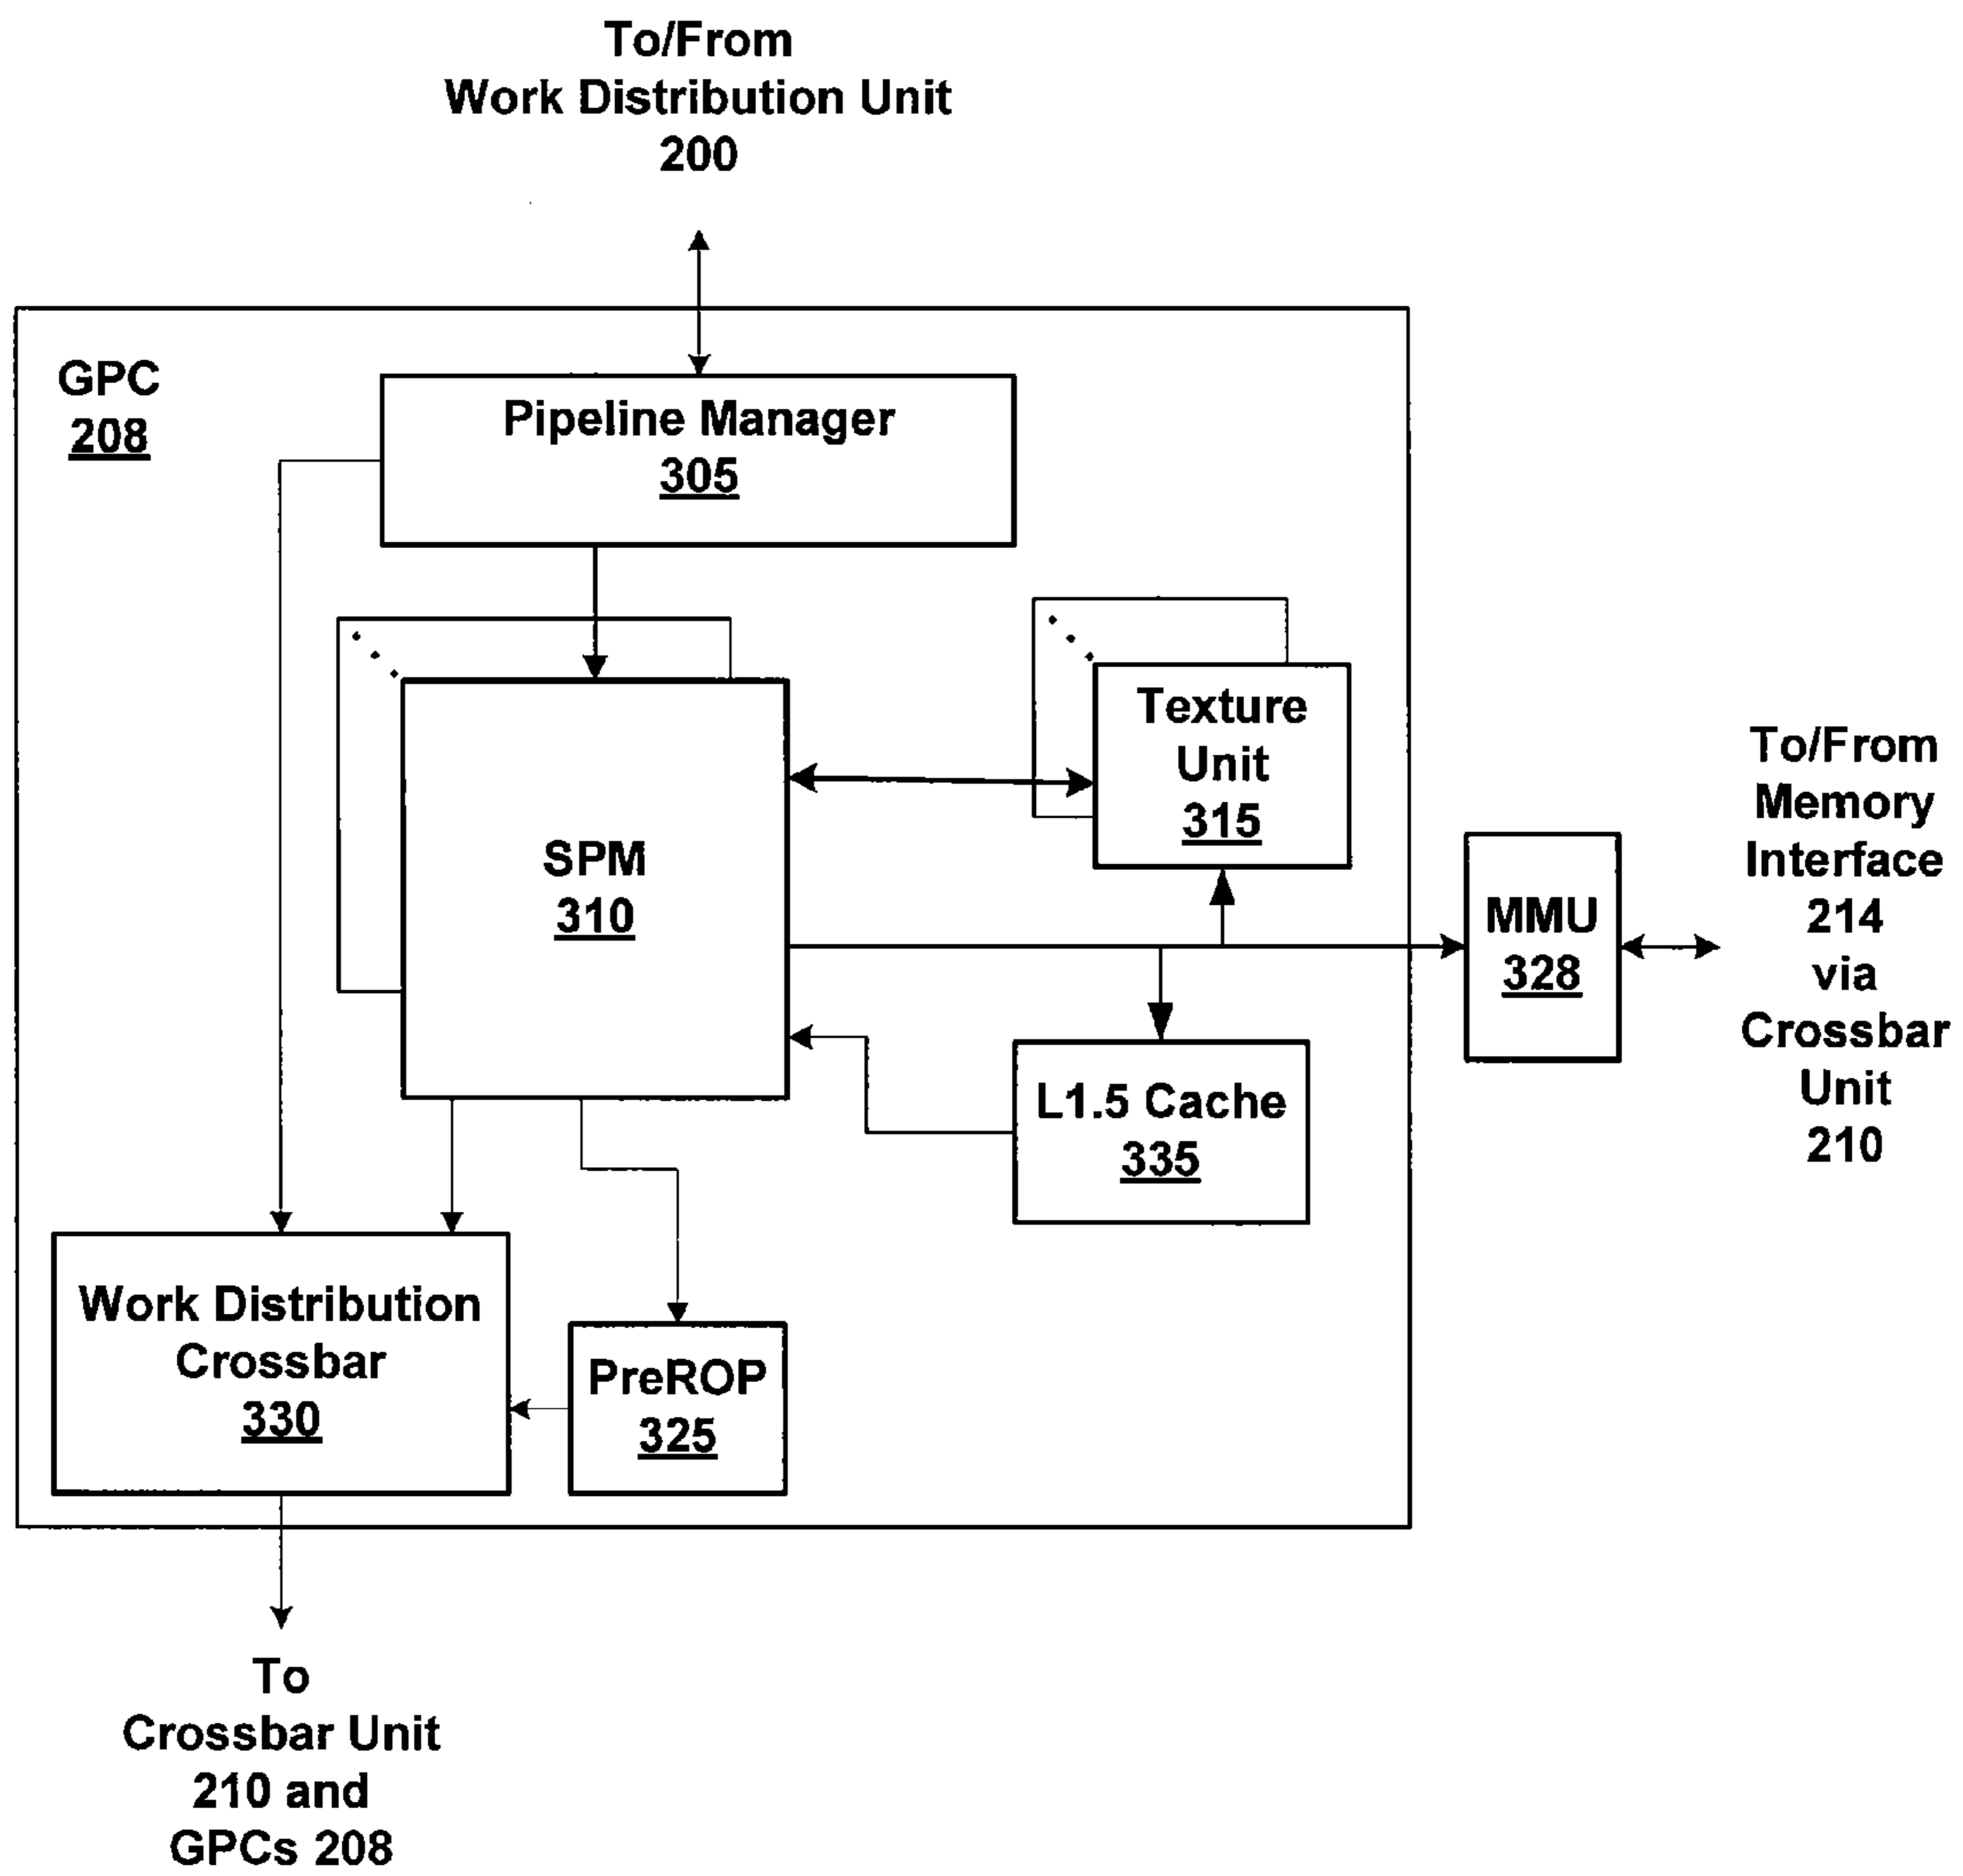 To/From
Work Distribution Unit
200
GPC
208
Pipeline Manager
305
Texture
Unit
315
SPM
310
To/From
Memory
Interface
214
via
Crossbar
Unit
210
MMU
328
L1.5 Cache
335
Work Distribution
Crossbar
330
PreROP
325
To
Crossbar Unit
210 and
GPCs 208